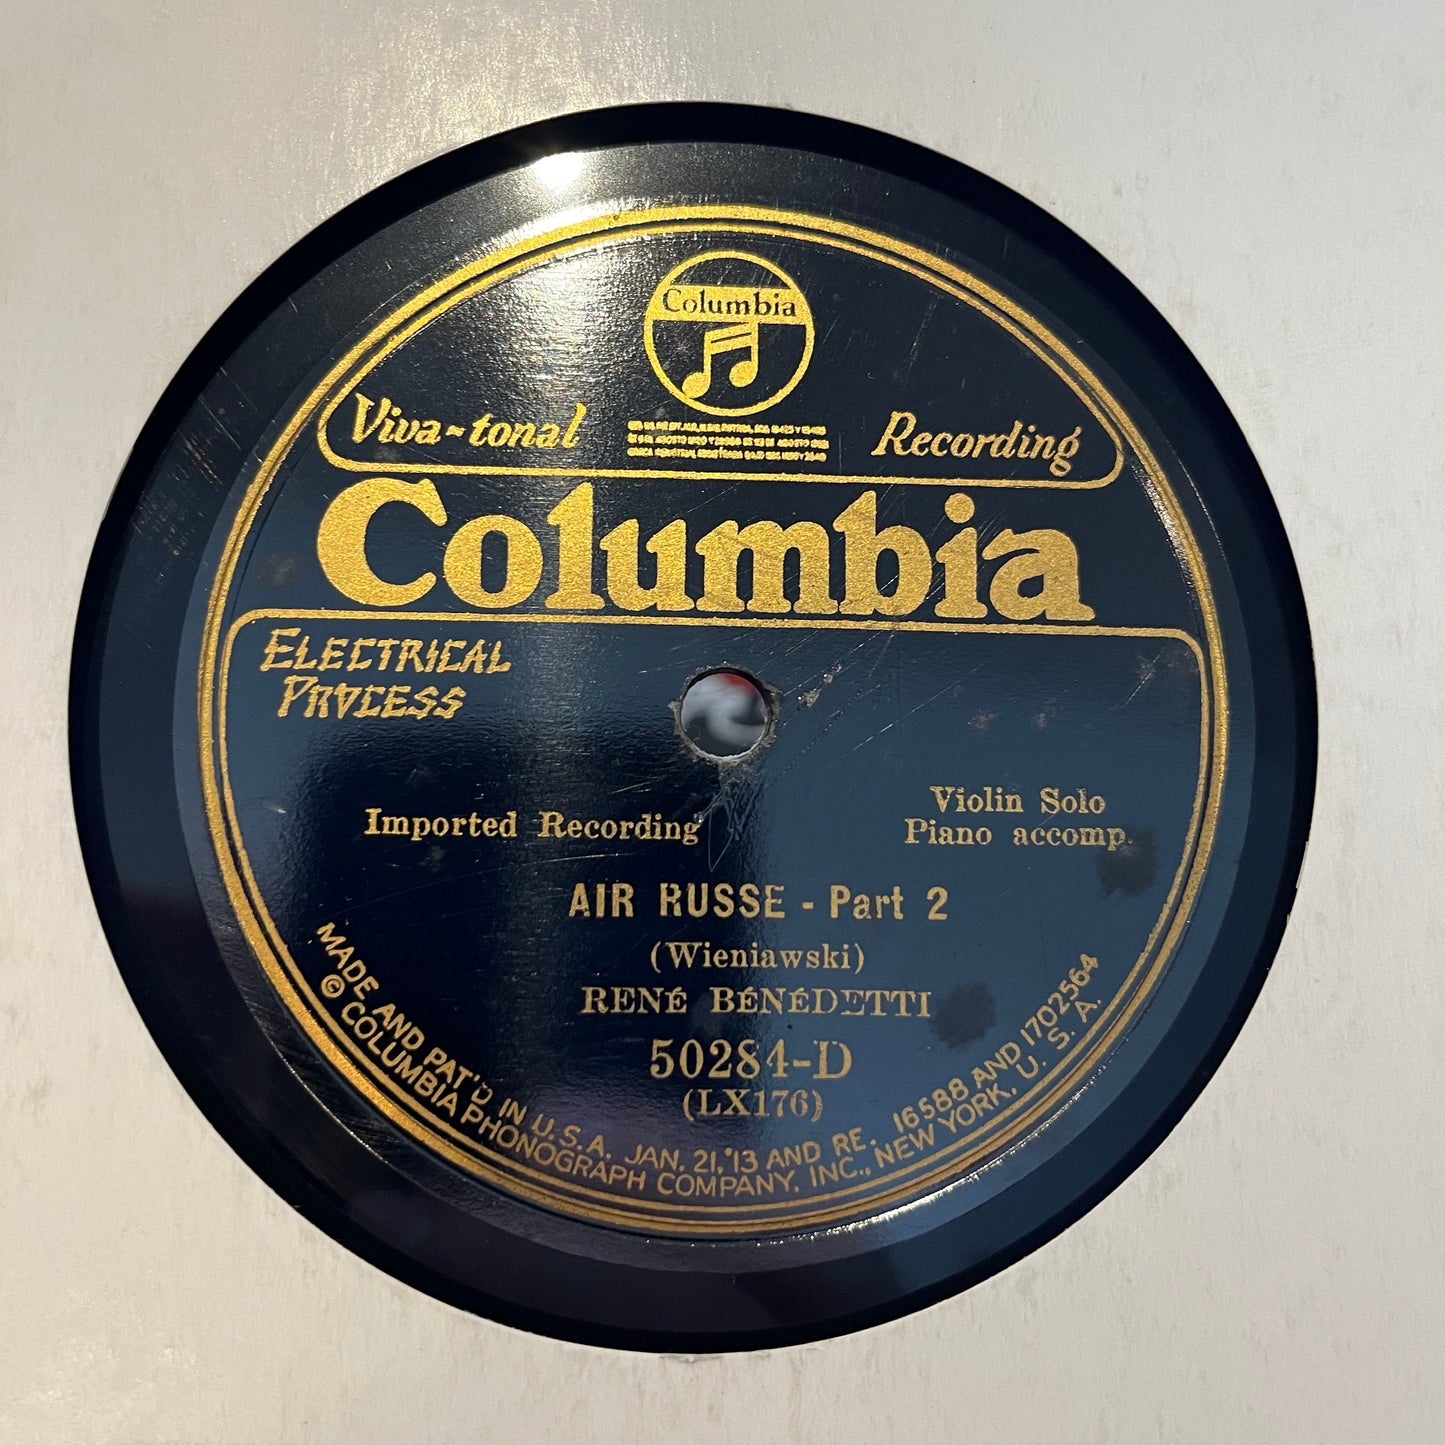 Columbia
Viva-tonal Recording
Columbia
ELECTRICAL
PROCESS
Imported Recording
Violin Solo
Piano accomp.
AIR RUSSE - Part 2
(Wieniawski)
RENÉ BÉNÉDETTI
50284-D
(LX176)
MADE AND PAT'D IN U.S.A. JAN. 21, '13 AND RE. 16588 AND 1702564
© COLUMBIA PHONOGRAPH COMPANY, INC., NEW YORK, U. S. A.